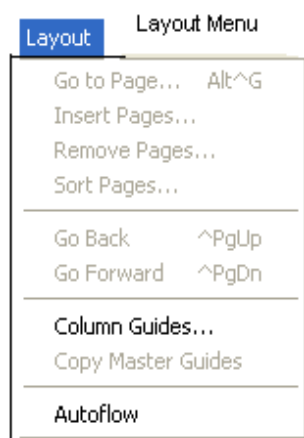 Layout Layout Menu
Go to Page... Alt^G
Insert Pages...
Remove Pages...
Sort Pages...
Go Back ^PgUp
Go Forward ^PgDn
Column Guides...
Copy Master Guides
Autoflow